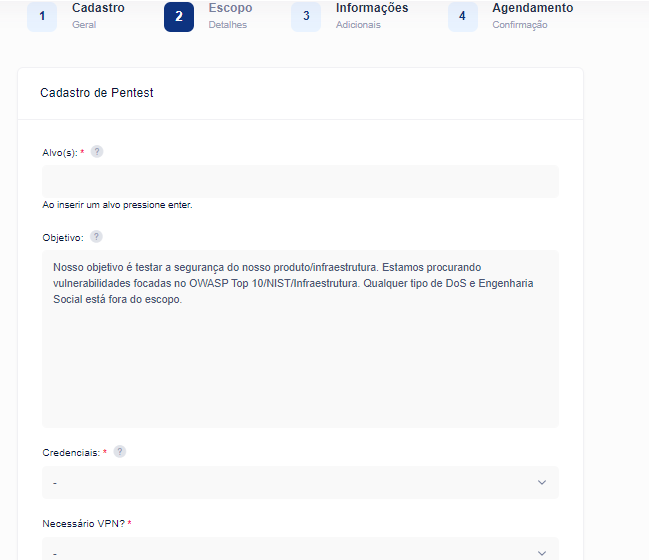 1 Cadastro 2 Escopo 3 Informações 4 Agendamento
Geral Detalhes Adicionais Confirmação
Cadastro de Pentest
Alvo(s): * ?
Ao inserir um alvo pressione enter.
Objetivo: ?
Nosso objetivo é testar a segurança do nosso produto/infraestrutura. Estamos procurando
vulnerabilidades focadas no OWASP Top 10/NIST/Infraestrutura. Qualquer tipo de DoS e Engenharia
Social está fora do escopo.
Credenciais: * ?
-
Necessário VPN? *
-